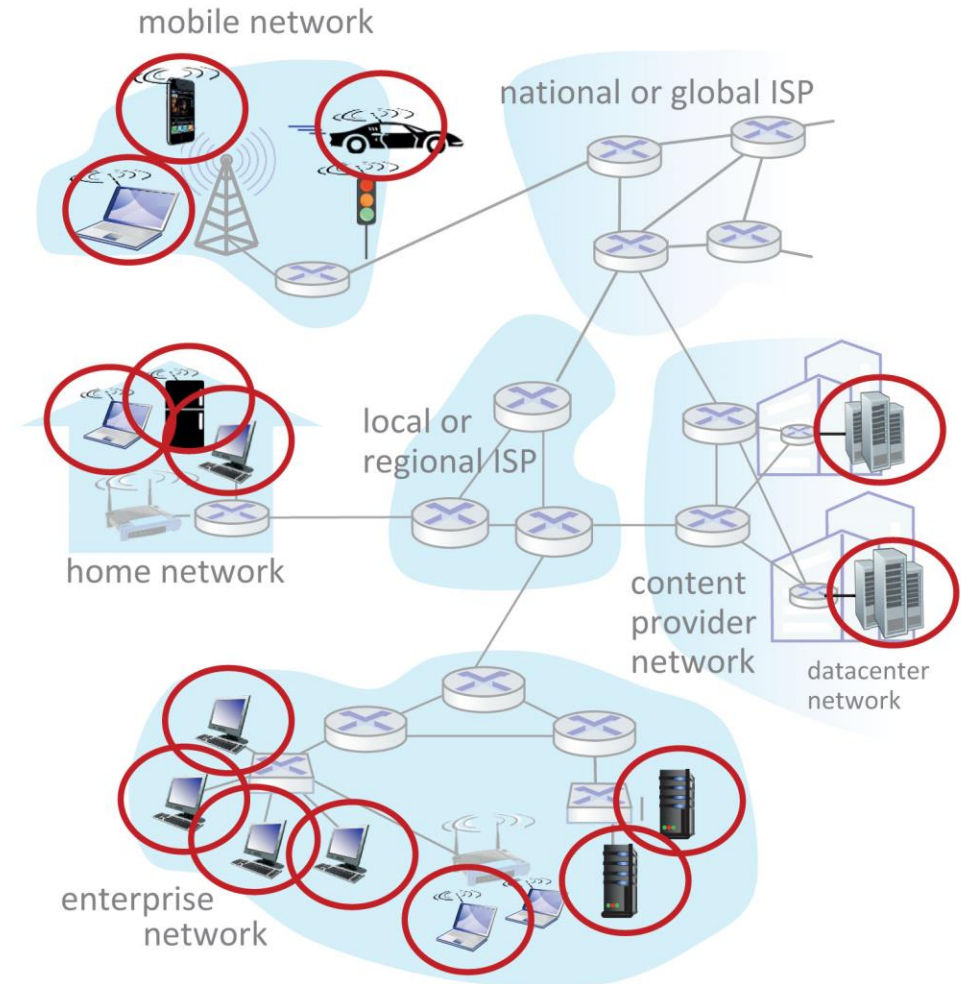 mobile network
national or global ISP
local or
regional ISP
home network
content
provider
network
datacenter
network
enterprise
network